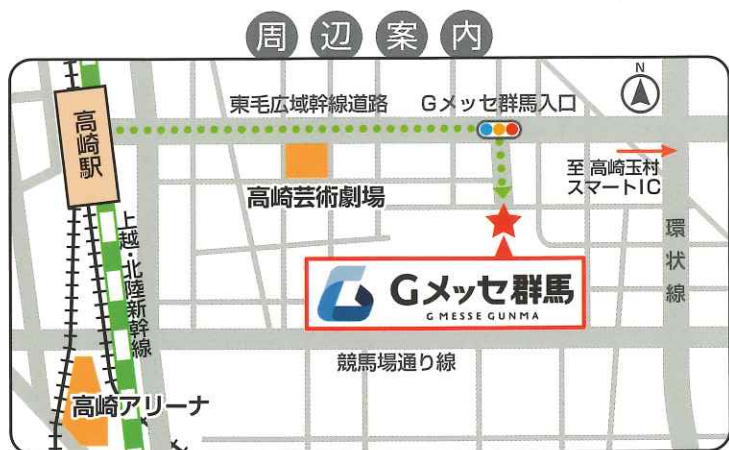 周辺案内
N
東毛広域幹線道路
Gメッセ群馬入口
高崎駅
至 高崎玉村
スマートIC
高崎芸術劇場
上越・北陸新幹線
環状線
Gメッセ群馬
G MESSE GUNMA
競馬場通り線
高崎アリーナ